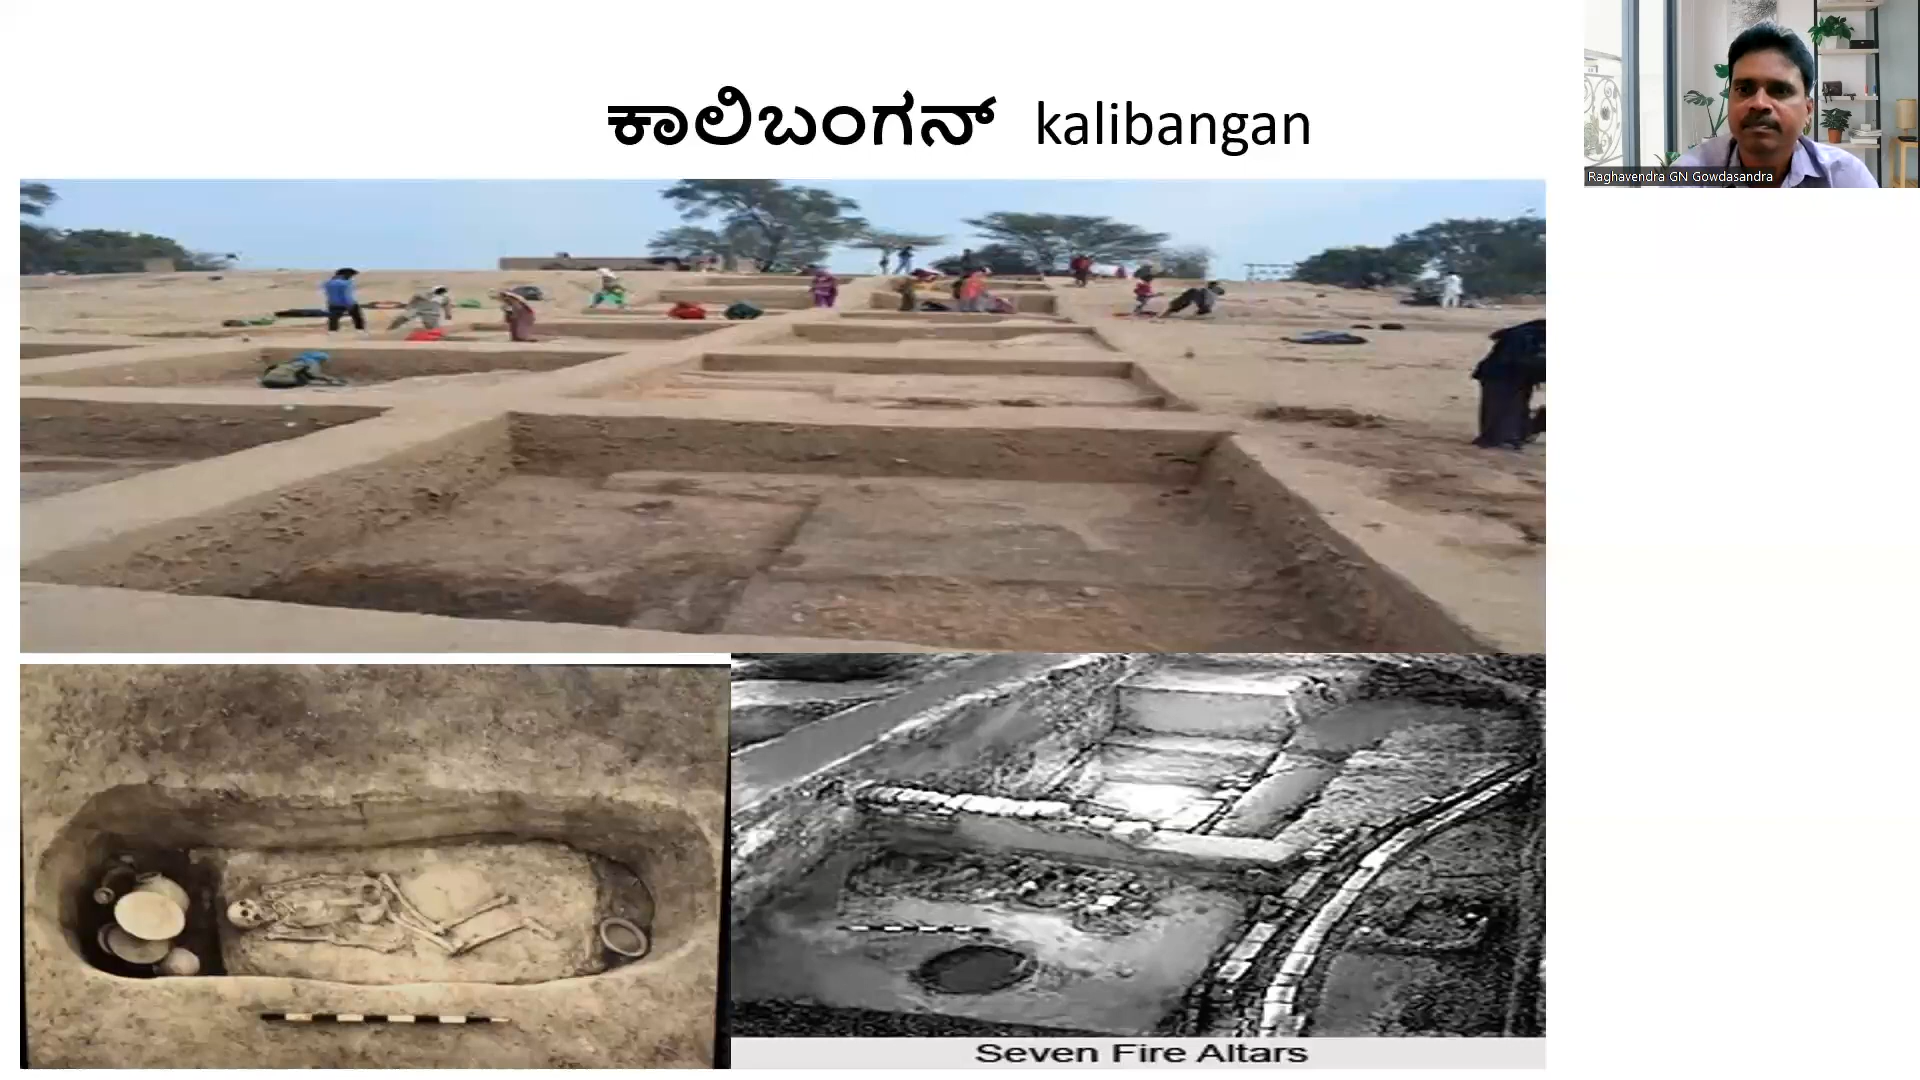 ಕಾಲಿಬಂಗನ್ kalibangan
Raghavendra GN Gowdasandra
Seven Fire Altars